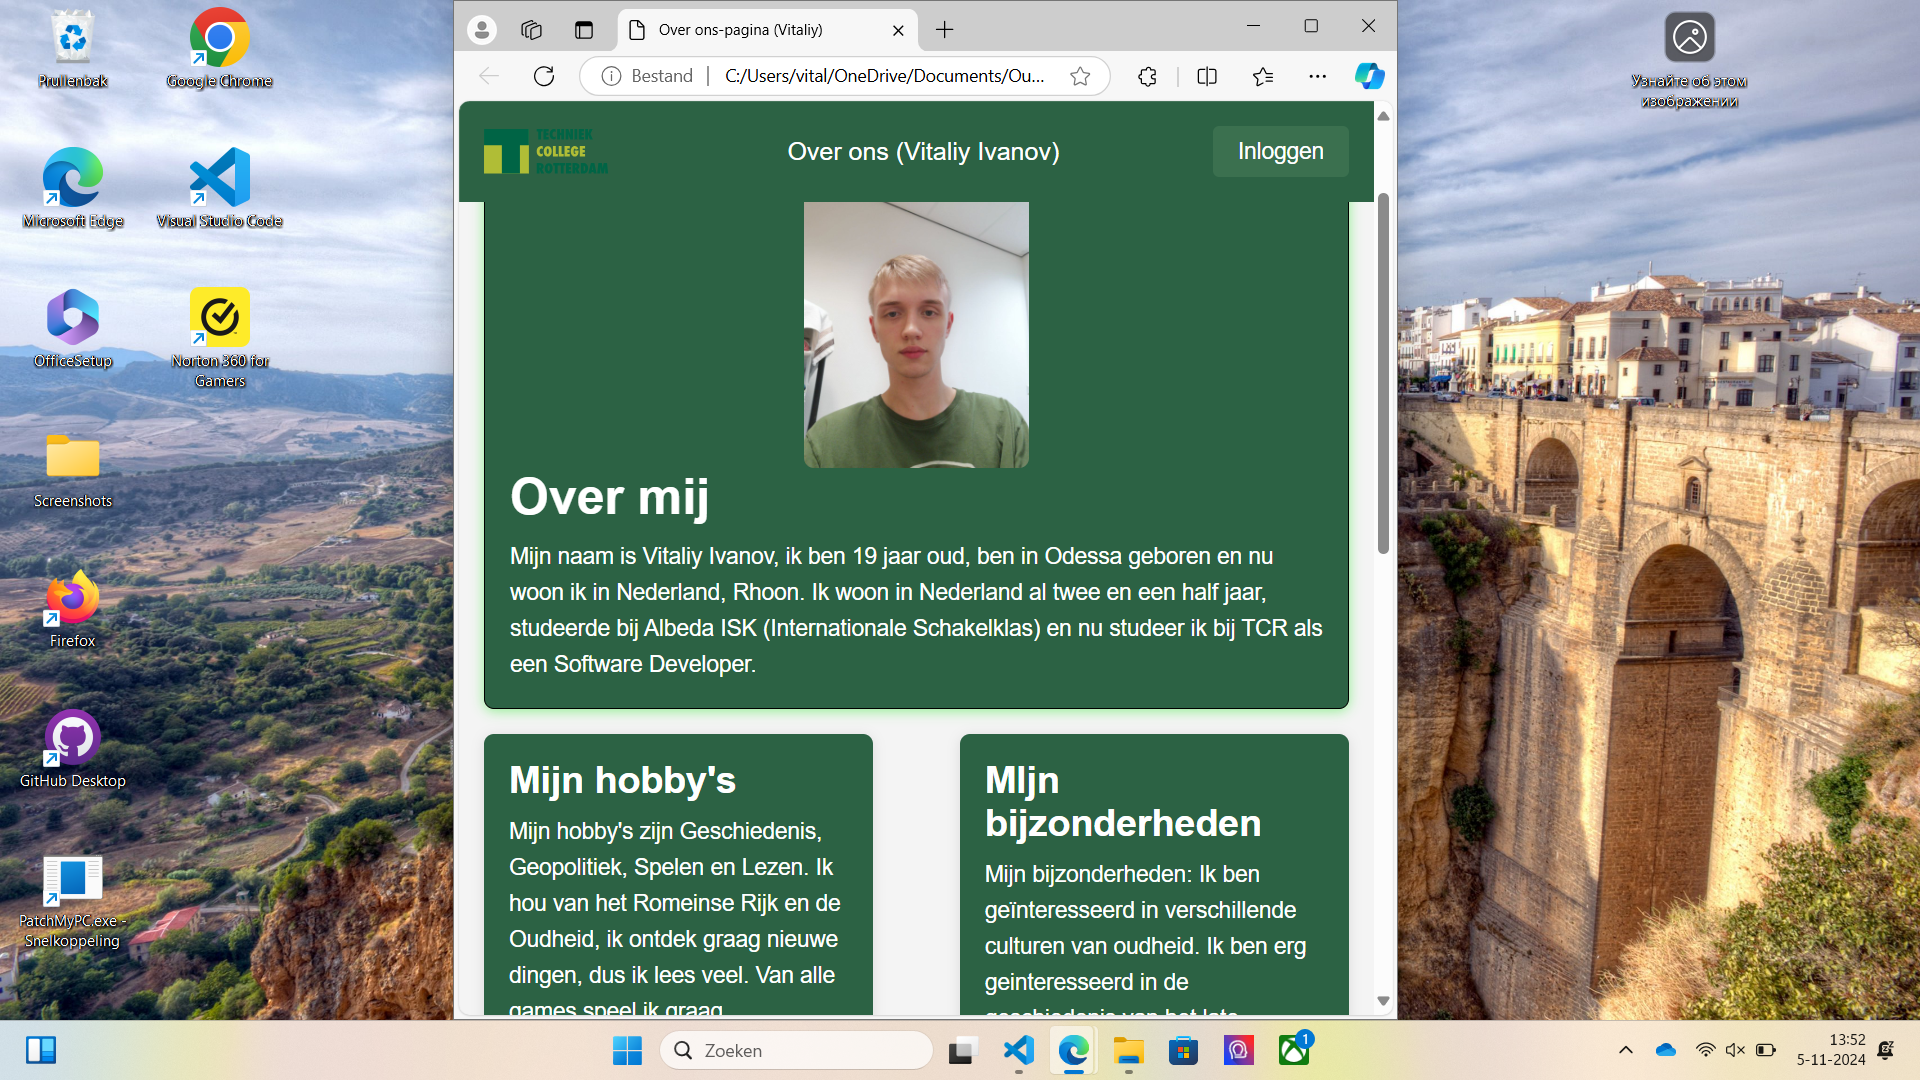 Prullenbak
Google Chrome
Microsoft Edge
Visual Studio Code
OfficeSetup
Norton 360 for
Gamers
Screenshots
Firefox
GitHub Desktop
PatchMyPC.exe -
Snelkoppeling
Over ons-pagina (Vitaliy)
Bestand
C:/Users/vital/OneDrive/Documents/Ou...
TECHNIEK
COLLEGE
ROTTERDAM
Over ons (Vitaliy Ivanov)
Inloggen
Over mij
Mijn naam is Vitaliy Ivanov, ik ben 19 jaar oud, ben in Odessa geboren en nu
woon ik in Nederland, Rhoon. Ik woon in Nederland al twee en een half jaar,
studeerde bij Albeda ISK (Internationale Schakelklas) en nu studeer ik bij TCR als
een Software Developer.
Mijn hobby's
Mijn hobby's zijn Geschiedenis,
Geopolitiek, Spelen en Lezen. Ik
hou van het Romeinse Rijk en de
Oudheid, ik ontdek graag nieuwe
dingen, dus ik lees veel. Van alle
games speel ik graag
MIjn
bijzonderheden
Mijn bijzonderheden: Ik ben
geïnteresseerd in verschillende
culturen van oudheid. Ik ben erg
geinteresseerd in de
geschiedenis van het late
Узнайте об этом
изображении
Zoeken
1
13:52
5-11-2024